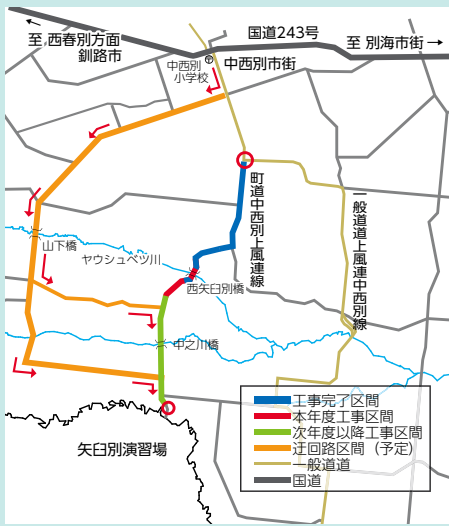 至 西春別方面
釧路市
国道243号
至 別海市街
中西別
小学校
中西別市街
町道中西別上風連線
一般道道上風連中西別線
山下橋
ヤウシュベツ川
西矢臼別橋
中之川橋
矢臼別演習場
工事完了区間
本年度工事区間
次年度以降工事区間
迂回路区間（予定）
一般道道
国道